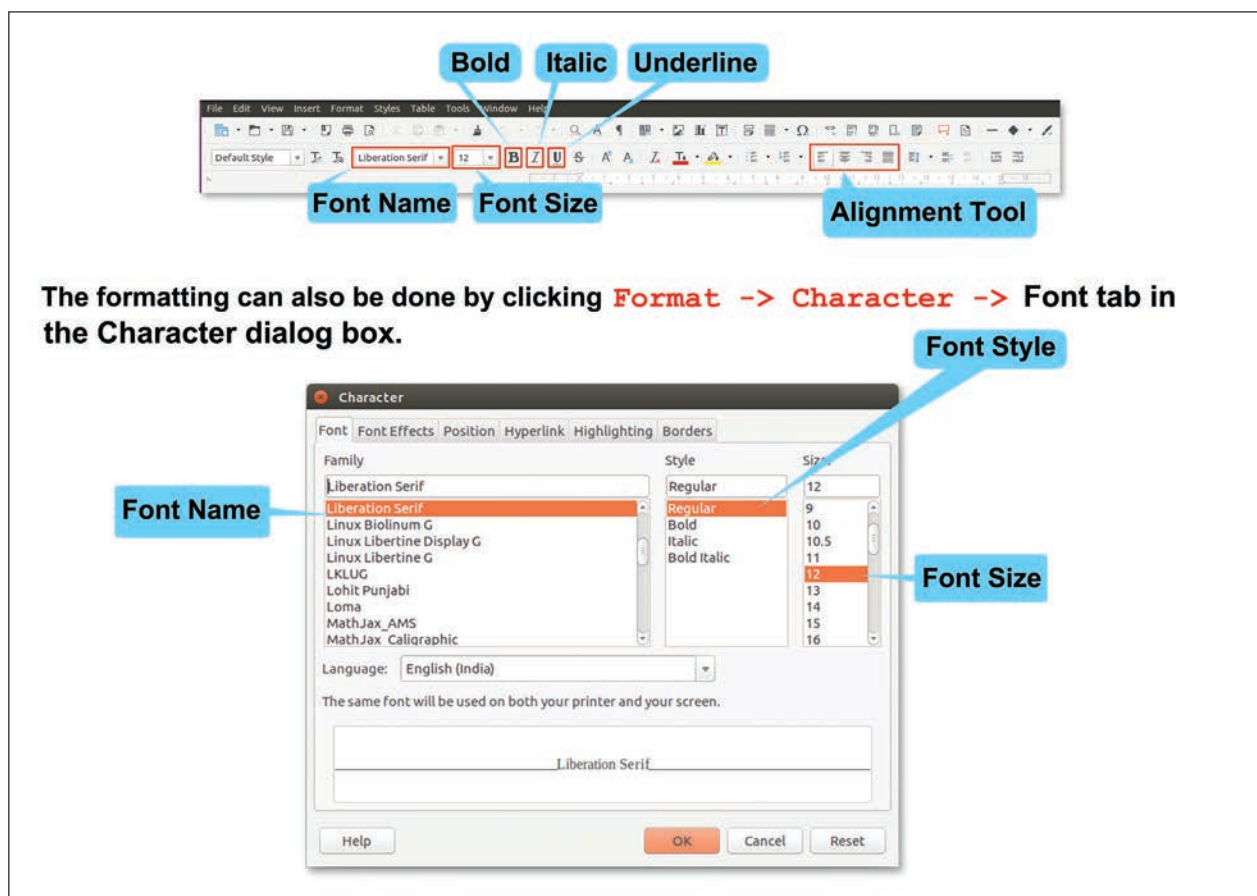 Bold Italic Underline
File Edit View Insert Format Styles Table Tools Window Help
Default Style Liberation Serif 12 B I U S
Font Name Font Size Alignment Tool
The formatting can also be done by clicking Format -> Character -> Font tab in
the Character dialog box.
Font Style
Character
Font Font Effects Position Hyperlink Highlighting Borders
Family Style Size:
Liberation Serif Regular 12
Font Name
Liberation Serif Regular 9
Linux Biolinum G Bold 10
Linux Libertine Display G Italic 10.5
Linux Libertine G Bold Italic 11
LKLUG 12
Font Size
Lohit Punjabi 13
Loma 14
MathJax_AMS 15
MathJax_Caligraphic 16
Language: English (India)
The same font will be used on both your printer and your screen.
Liberation Serif
Help OK Cancel Reset